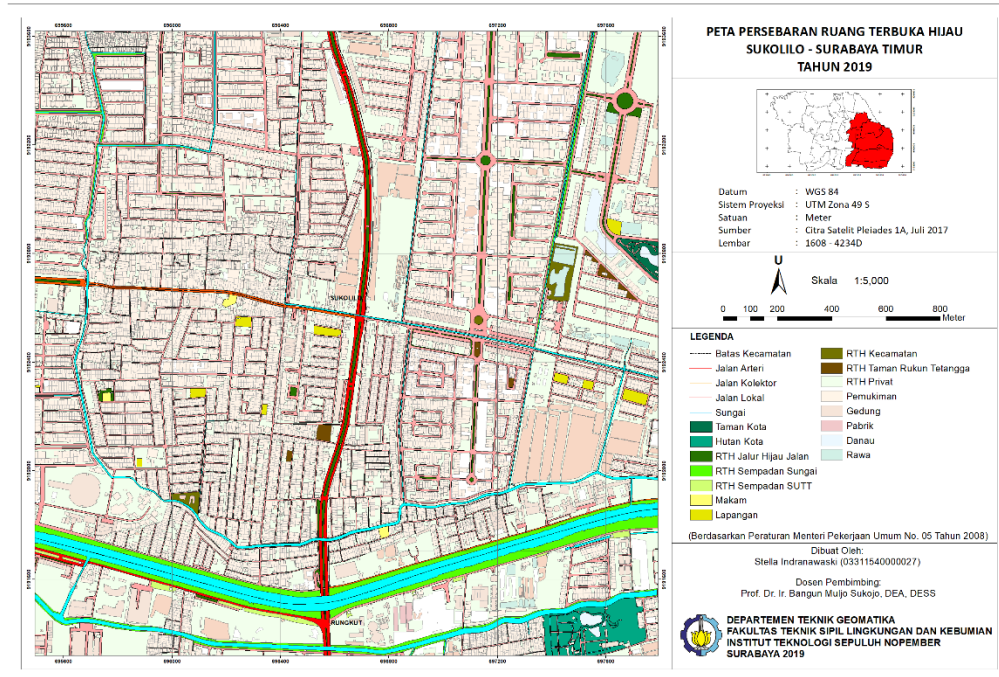 PETA PERSEBARAN RUANG TERBUKA HIJAU
SUKOLILO - SURABAYA TIMUR
TAHUN 2019
Datum : WGS 84
Sistem Proyeksi : UTM Zona 49 S
Satuan : Meter
Sumber : Citra Satelit Pleiades 1A, Juli 2017
Lembar : 1608 - 4234D
U
Skala 1:5,000
0 100 200 400 600 800
Meter
LEGENDA
Batas Kecamatan
Jalan Arteri
Jalan Kolektor
Jalan Lokal
Sungai
Taman Kota
Hutan Kota
RTH Jalur Hijau Jalan
RTH Sempadan Sungai
RTH Sempadan SUTT
Makam
Lapangan
RTH Kecamatan
RTH Taman Rukun Tetangga
RTH Privat
Pemukiman
Gedung
Pabrik
Danau
Rawa
(Berdasarkan Peraturan Menteri Pekerjaan Umum No. 05 Tahun 2008)
Dibuat Oleh:
Stella Indranawaski (03311540000027)
Dosen Pembimbing:
Prof. Dr. Ir. Bangun Muljo Sukojo, DEA, DESS
DEPARTEMEN TEKNIK GEOMATIKA
FAKULTAS TEKNIK SIPIL LINGKUNGAN DAN KEBUMIAN
INSTITUT TEKNOLOGI SEPULUH NOPEMBER
SURABAYA 2019
RUNGKUT